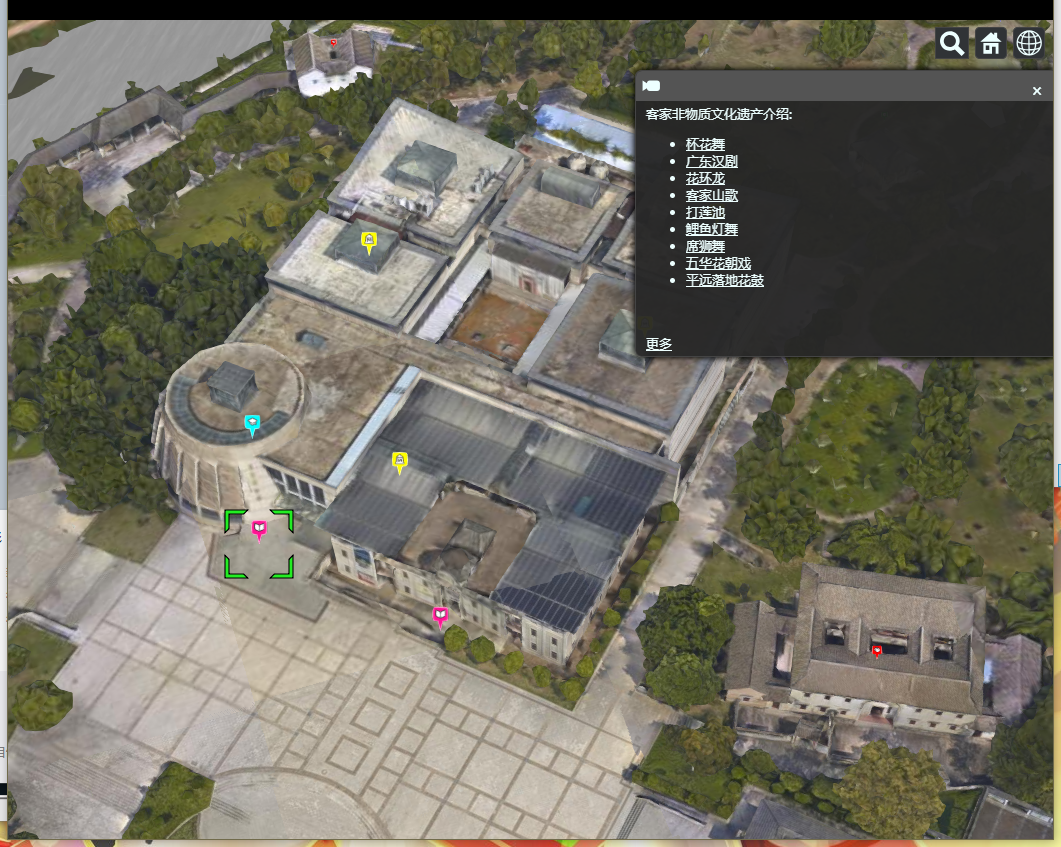 客家非物质文化遗产介绍:
杯花舞
广东汉剧
花环龙
客家山歌
打莲池
鲤鱼灯舞
席狮舞
五华花朝戏
平远落地花鼓
更多